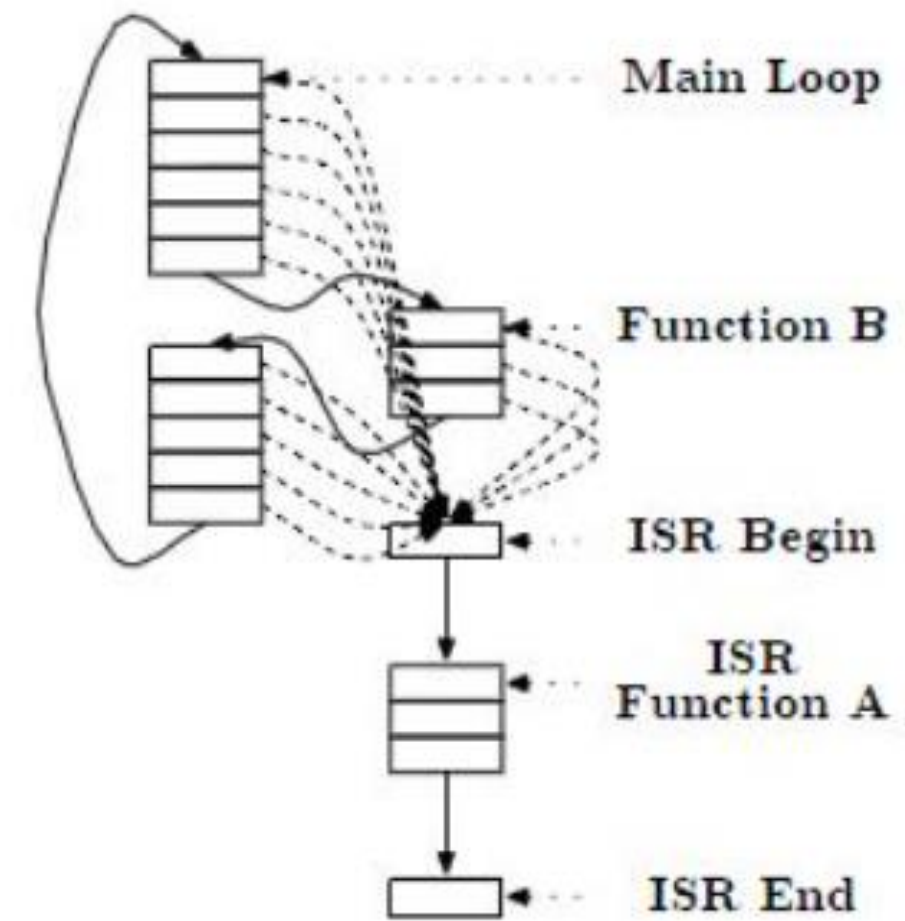 Main Loop
Function B
ISR Begin
ISR
Function A
ISR End